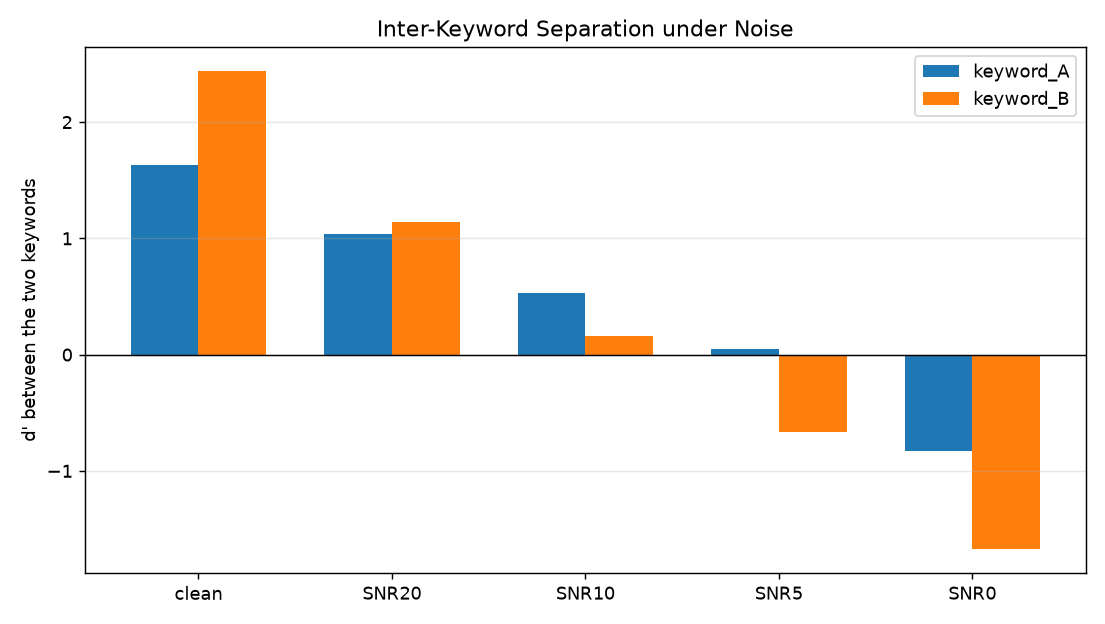 Inter-Keyword Separation under Noise
keyword_A
keyword_B
d' between the two keywords
2
1
0
−1
clean
SNR20
SNR10
SNR5
SNR0